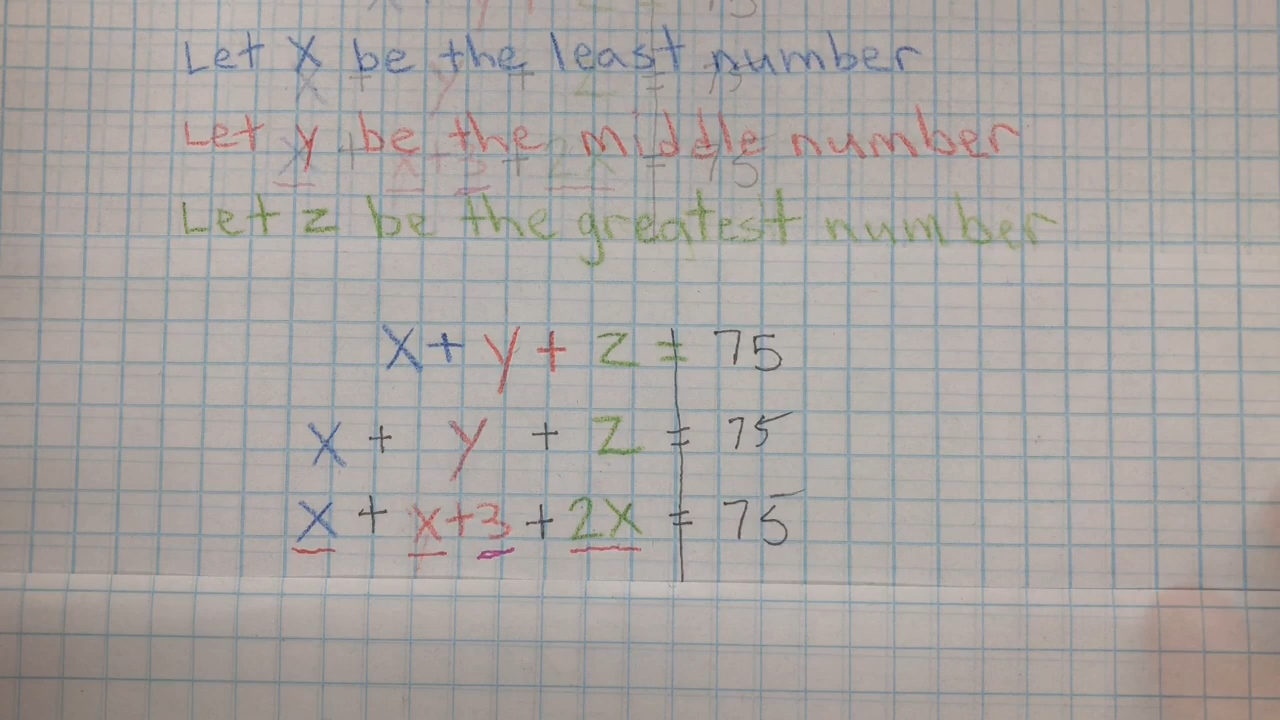 Let x be the least number
Let y be the middle number
Let z be the greatest number
x + y + z = 75
x + y + z = 75
x + x+3 + 2x = 75